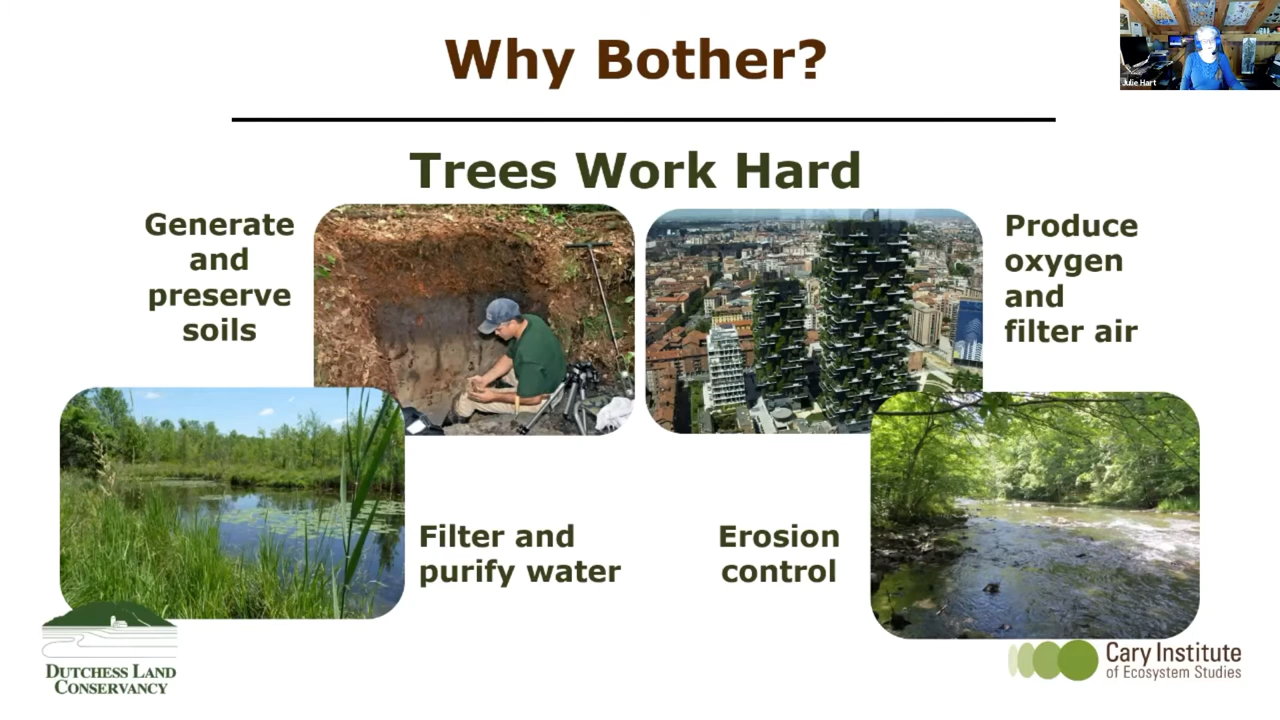 Why Bother?
Julie Hart
Trees Work Hard
Generate
and
preserve
soils
Produce
oxygen
and
filter air
Filter and
purify water
Erosion
control
DUTCHESS LAND
CONSERVANCY
Cary Institute
of Ecosystem Studies